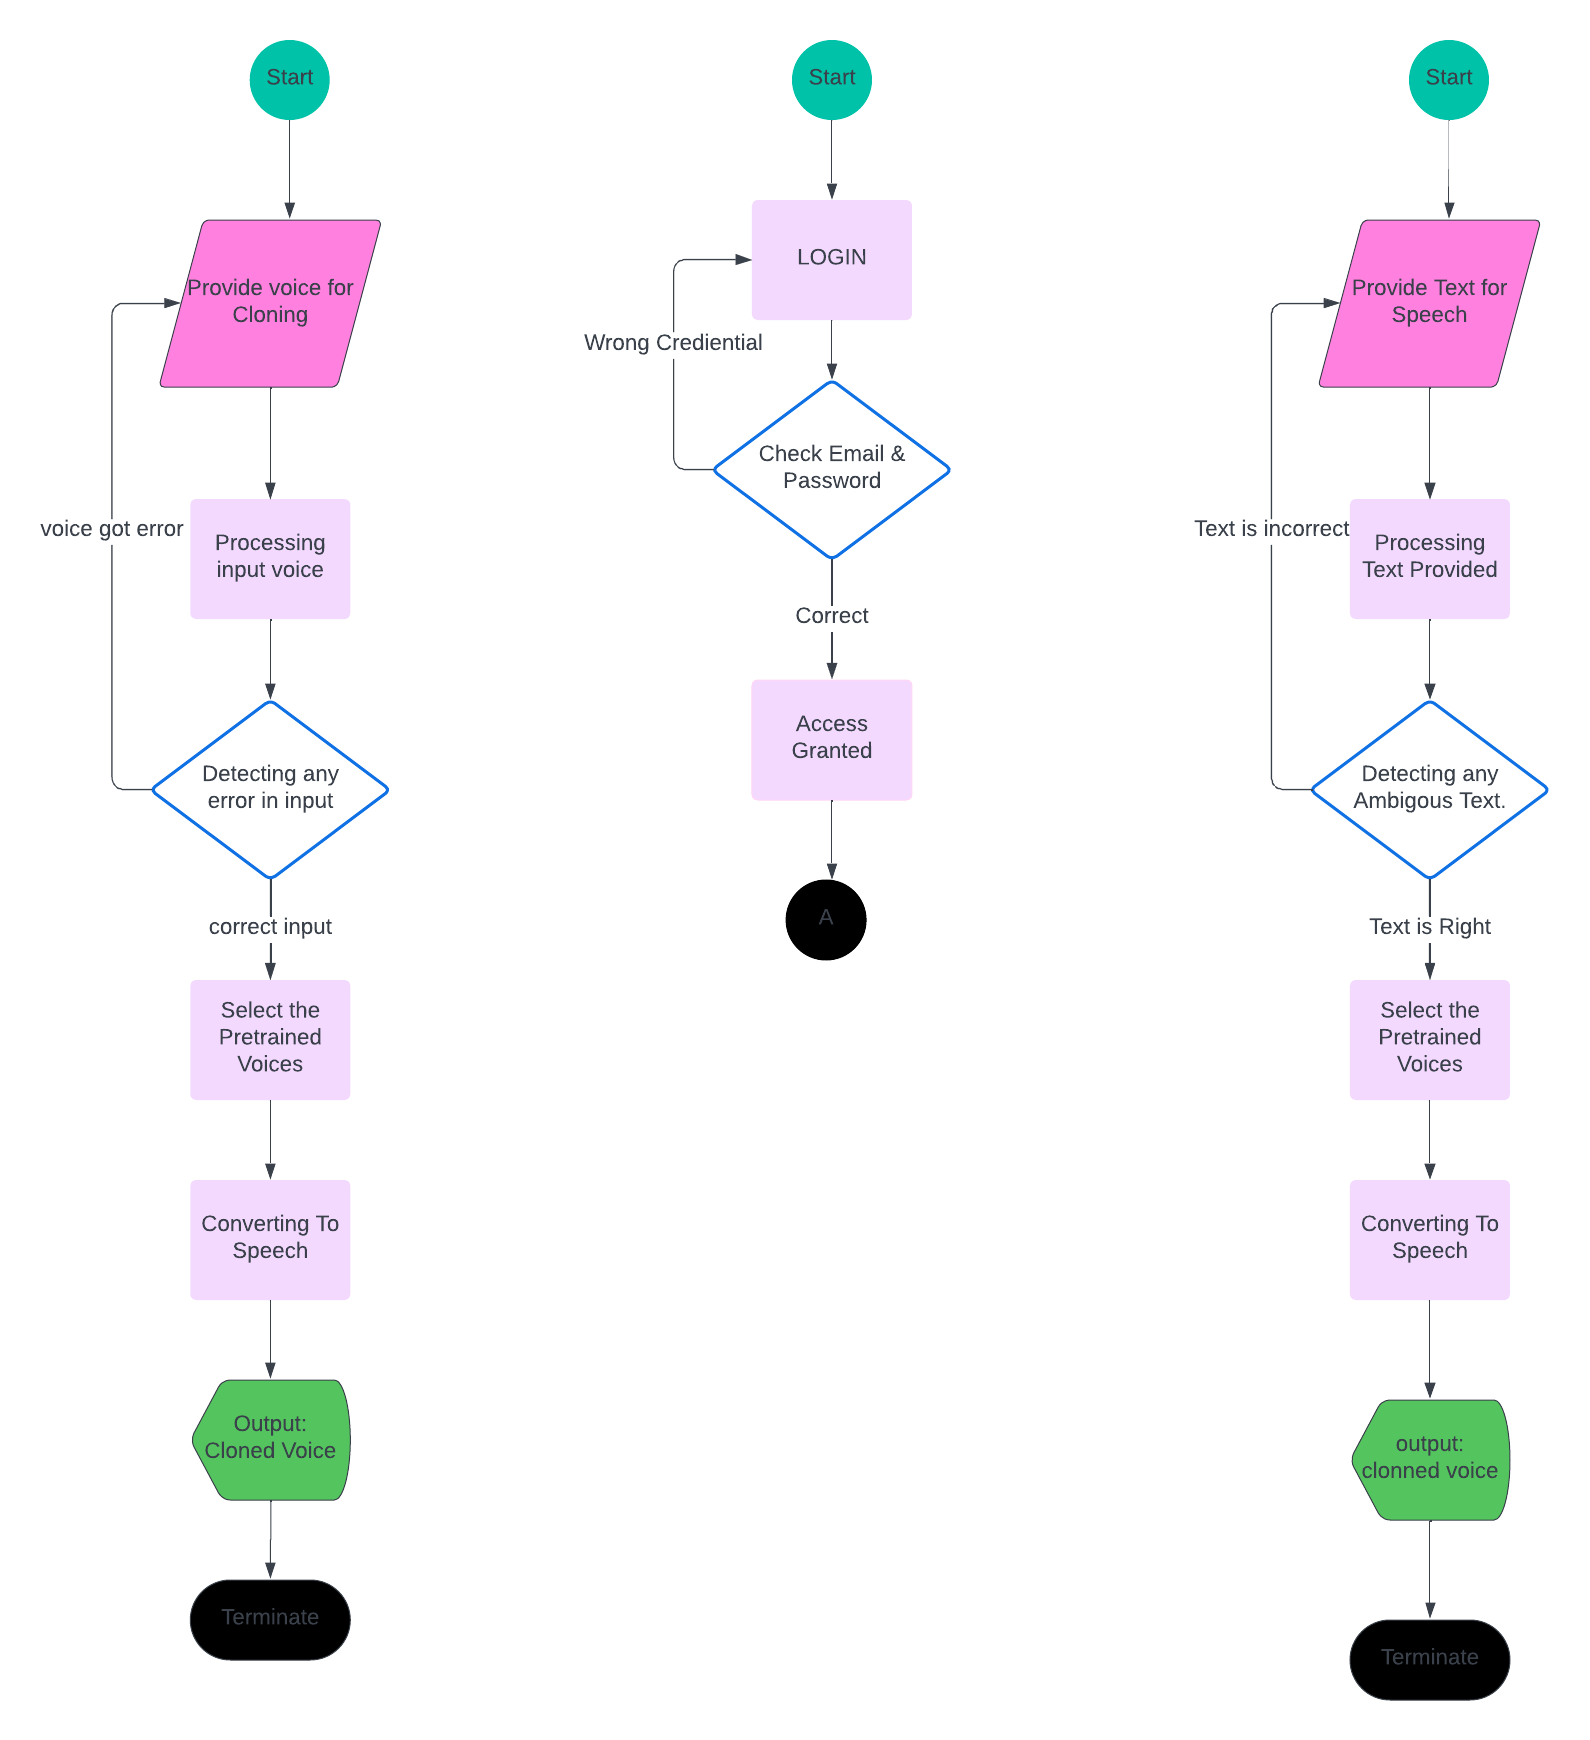 Start
Provide voice for
Cloning
voice got error
Processing
input voice
Detecting any
error in input
correct input
Select the
Pretrained
Voices
Converting To
Speech
Output:
Cloned Voice
Terminate
Start
LOGIN
Wrong Crediential
Check Email &
Password
Correct
Access
Granted
A
Start
Provide Text for
Speech
Text is incorrect
Processing
Text Provided
Detecting any
Ambigous Text.
Text is Right
Select the
Pretrained
Voices
Converting To
Speech
output:
clonned voice
Terminate